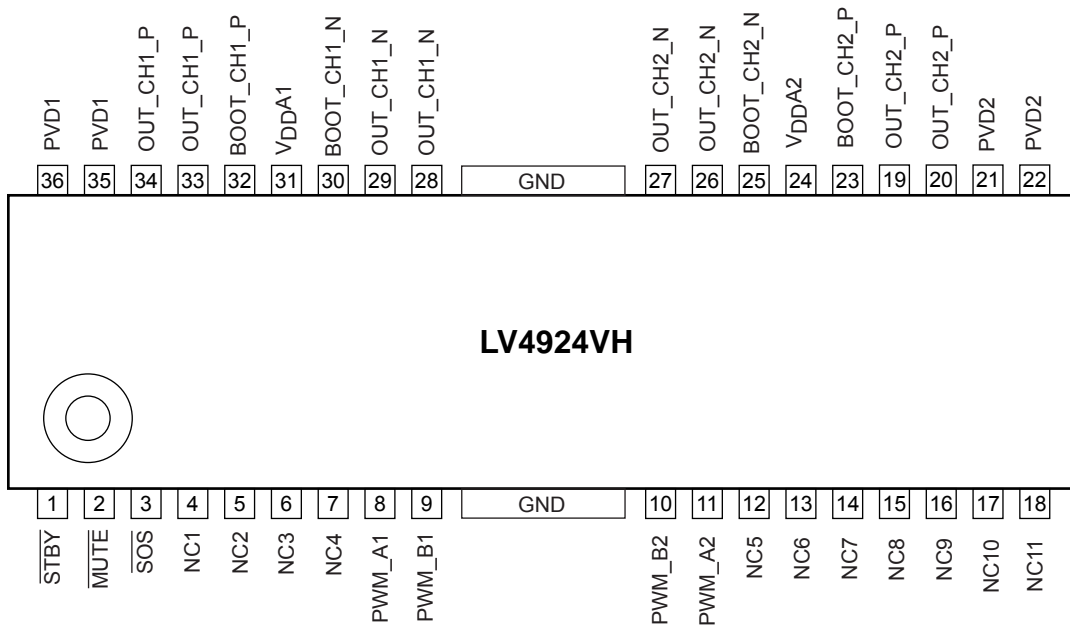 PVD1 PVD1 OUT_CH1_P OUT_CH1_P BOOT_CH1_P VDDA1 BOOT_CH1_N OUT_CH1_N OUT_CH1_N OUT_CH2_N OUT_CH2_N BOOT_CH2_N VDDA2 BOOT_CH2_P OUT_CH2_P OUT_CH2_P PVD2 PVD2
36 35 34 33 32 31 30 29 28 GND 27 26 25 24 23 19 20 21 22
LV4924VH
1 2 3 4 5 6 7 8 9 GND 10 11 12 13 14 15 16 17 18
STBY MUTE SOS NC1 NC2 NC3 NC4 PWM_A1 PWM_B1 PWM_B2 PWM_A2 NC5 NC6 NC7 NC8 NC9 NC10 NC11